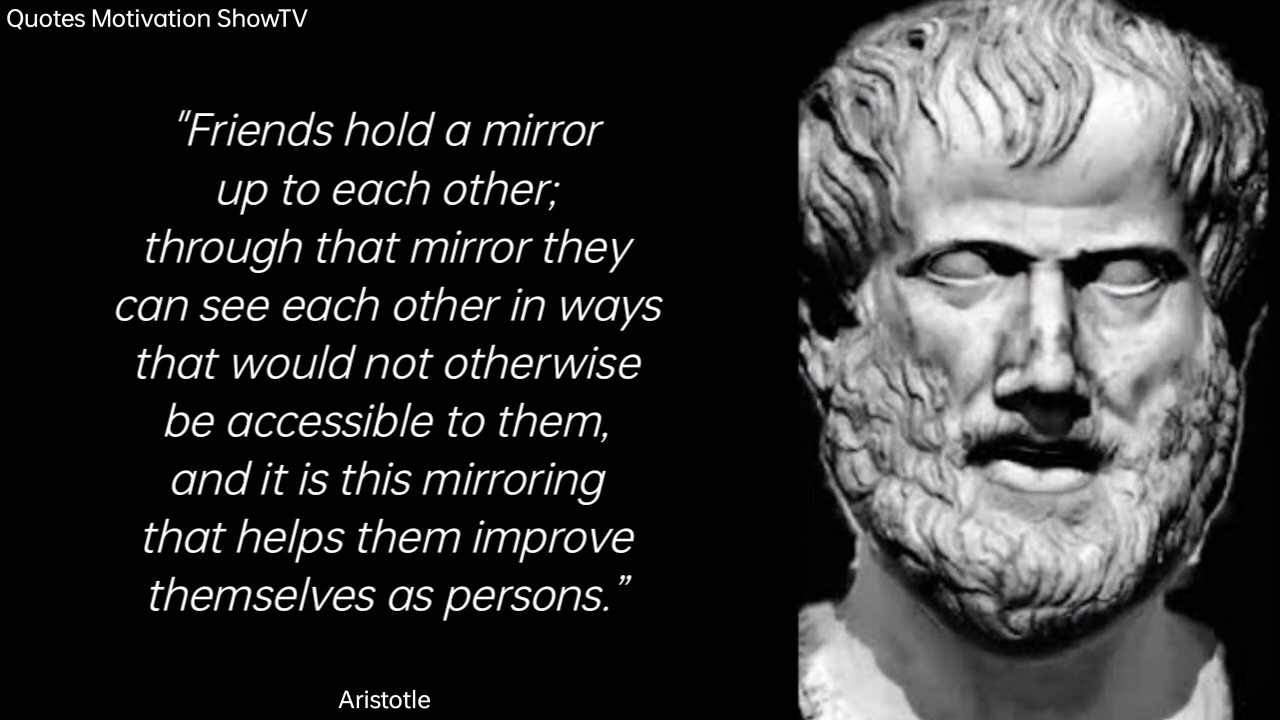 Quotes Motivation ShowTV
"Friends hold a mirror
up to each other;
through that mirror they
can see each other in ways
that would not otherwise
be accessible to them,
and it is this mirroring
that helps them improve
themselves as persons.”
Aristotle